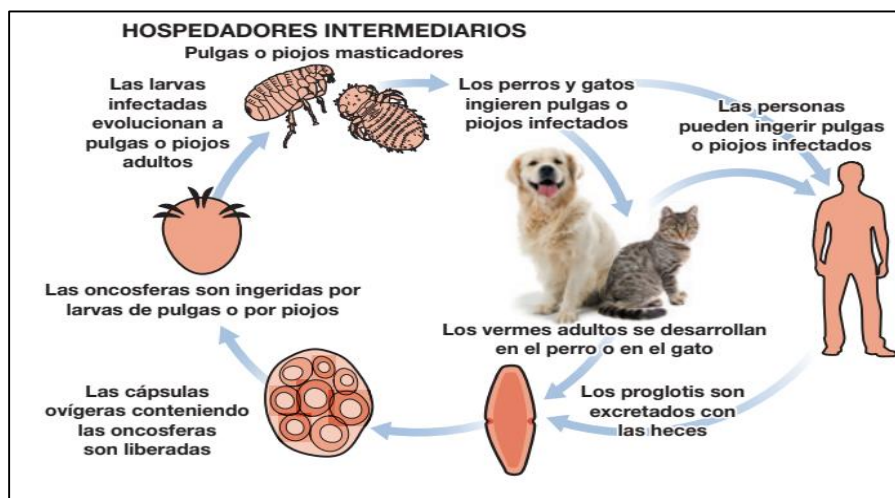 HOSPEDADORES INTERMEDIARIOS
Pulgas o piojos masticadores
Las larvas
infectadas
evolucionan a
pulgas o piojos
adultos
Los perros y gatos
ingieren pulgas o
piojos infectados
Las personas
pueden ingerir pulgas
o piojos infectados
Las oncosferas son ingeridas por
larvas de pulgas o por piojos
Los vermes adultos se desarrollan
en el perro o en el gato
Las cápsulas
ovígeras conteniendo
las oncosferas
son liberadas
Los proglotis son
excretados con
las heces